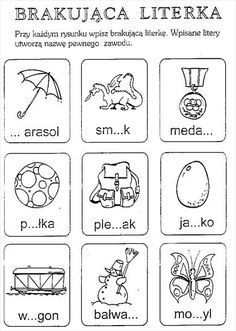 BRAKUJĄCA LITERKA
Przy każdym rysunku wpisz brakującą literkę. Wpisane litery
utworzą nazwę pewnego zawodu.
... arasol
sm...k
meda...
p...łka
ple...ak
ja...ko
w...gon
bałwa...
mo...yl